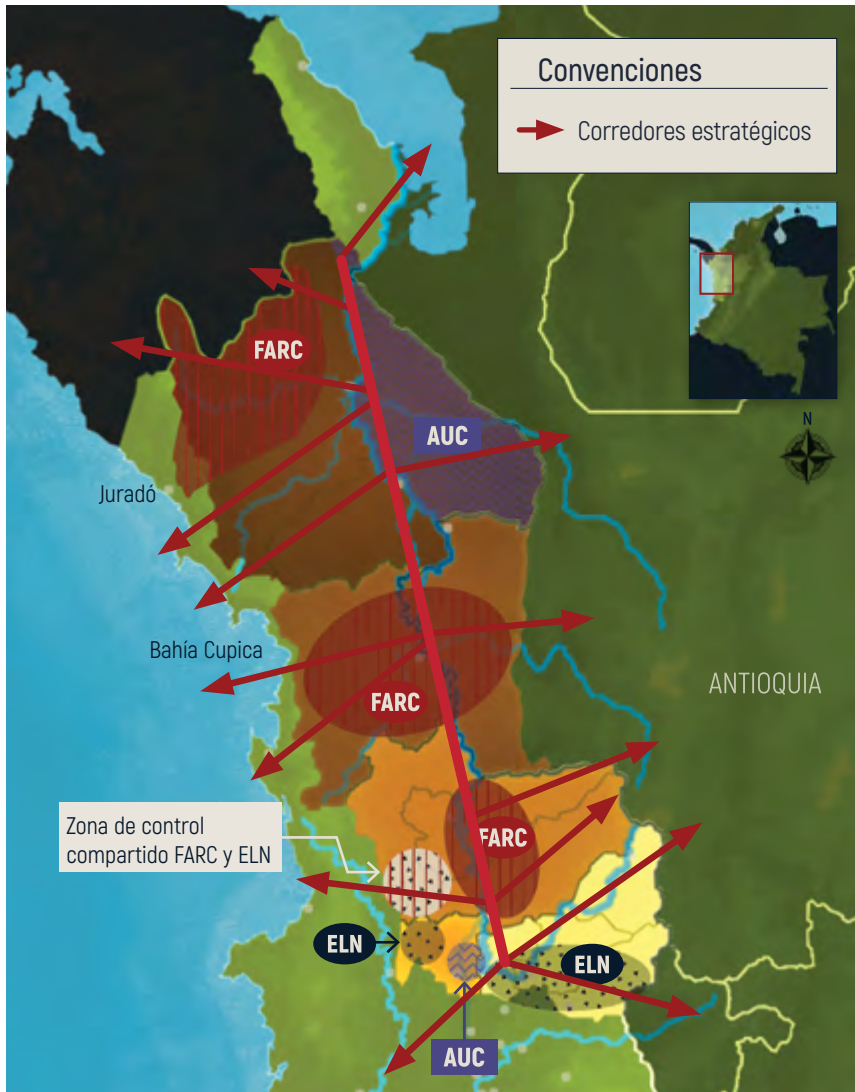 Convenciones
Corredores estratégicos
N
FARC
AUC
Juradó
Bahía Cupica
FARC
ANTIOQUIA
Zona de control
compartido FARC y ELN
FARC
ELN
ELN
AUC